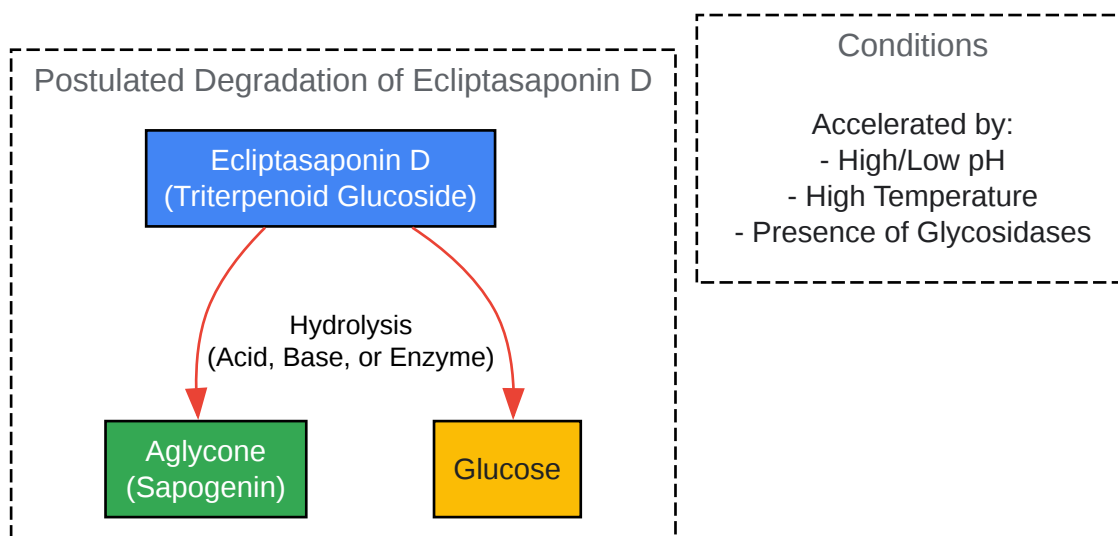 Postulated Degradation of Ecliptasaponin D
Ecliptasaponin D
(Triterpenoid Glucoside)
Hydrolysis
(Acid, Base, or Enzyme)
Aglycone
(Sapogenin)
Glucose
Conditions
Accelerated by:
- High/Low pH
- High Temperature
- Presence of Glycosidases